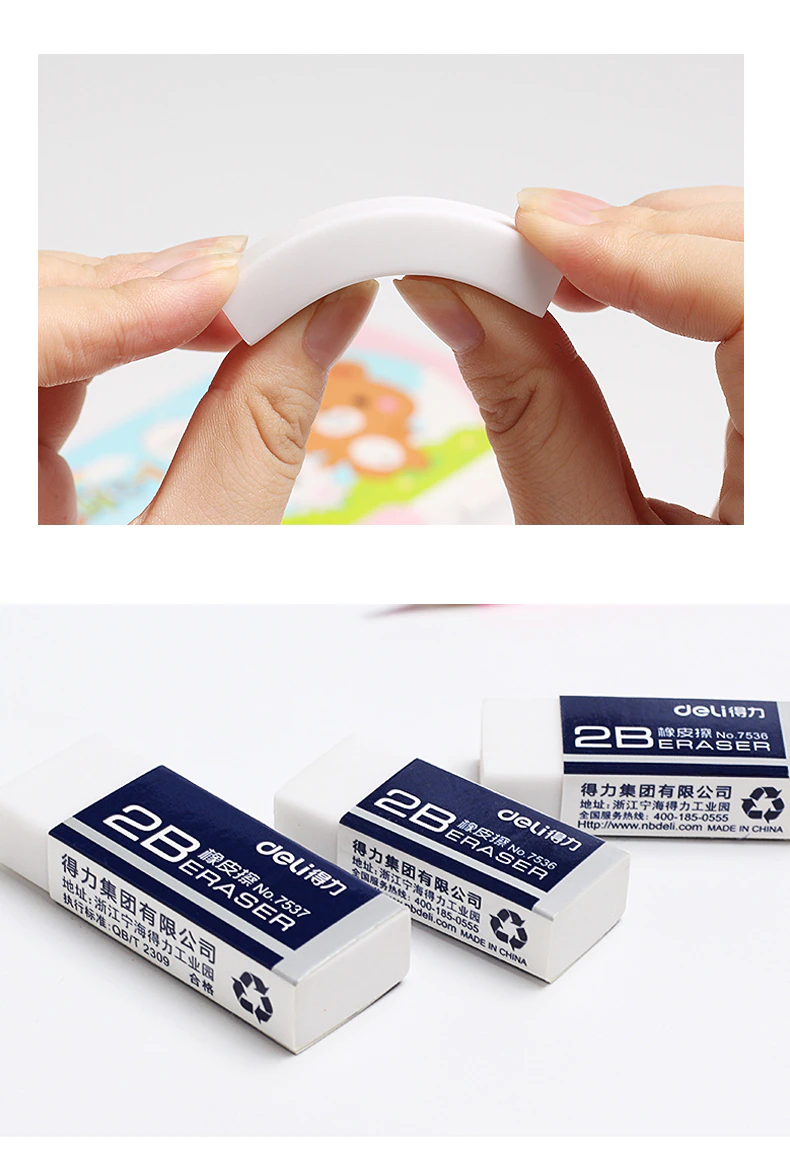 deli得力
2B 橡皮擦 No.7537
ERASER
得力集团有限公司
地址:浙江宁海得力工业园
执行标准:QB/T 2309 合格
deli得力
2B 橡皮擦 No.7536
ERASER
得力集团有限公司
地址:浙江宁海得力工业园
全国服务热线:400-185-0555
nbdeli.com MADE IN CHINA
deli得力
2B 橡皮擦 No.7536
ERASER
得力集团有限公司
地址:浙江宁海得力工业园
全国服务热线:400-185-0555
Http://www.nbdeli.com MADE IN CHINA